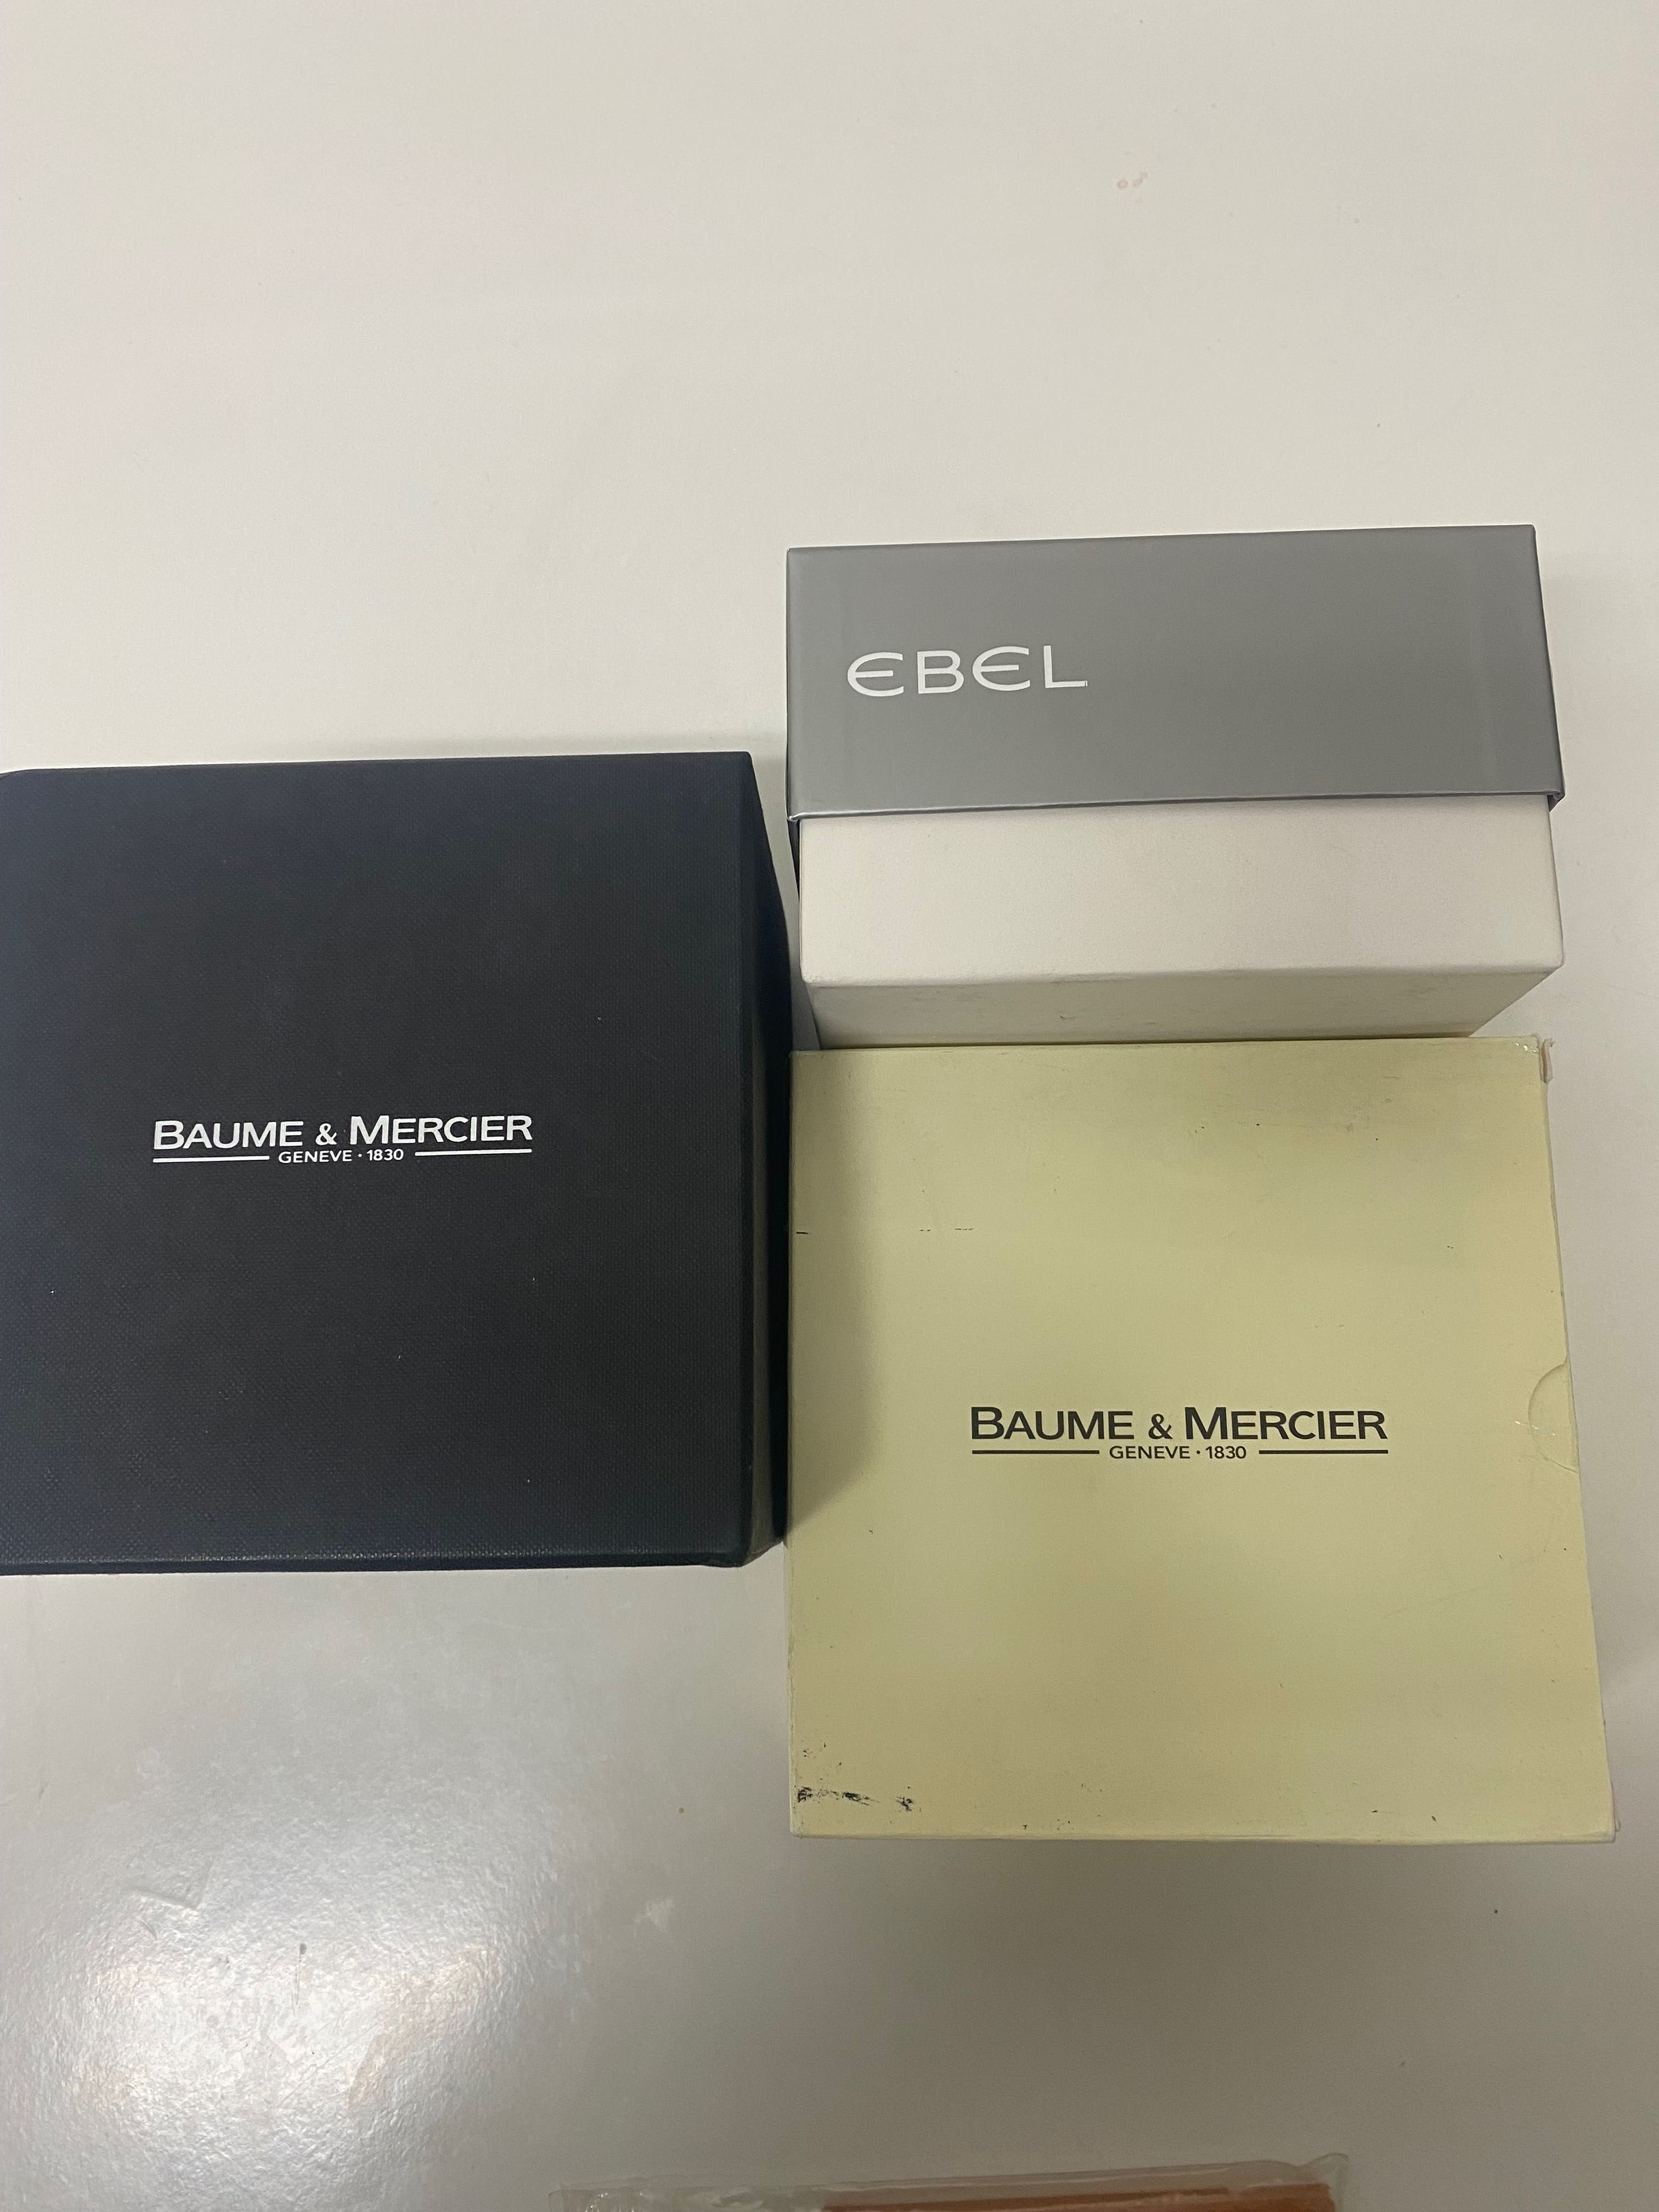 EBEL
BAUME & MERCIER
GENEVE · 1830
BAUME & MERCIER
GENEVE · 1830